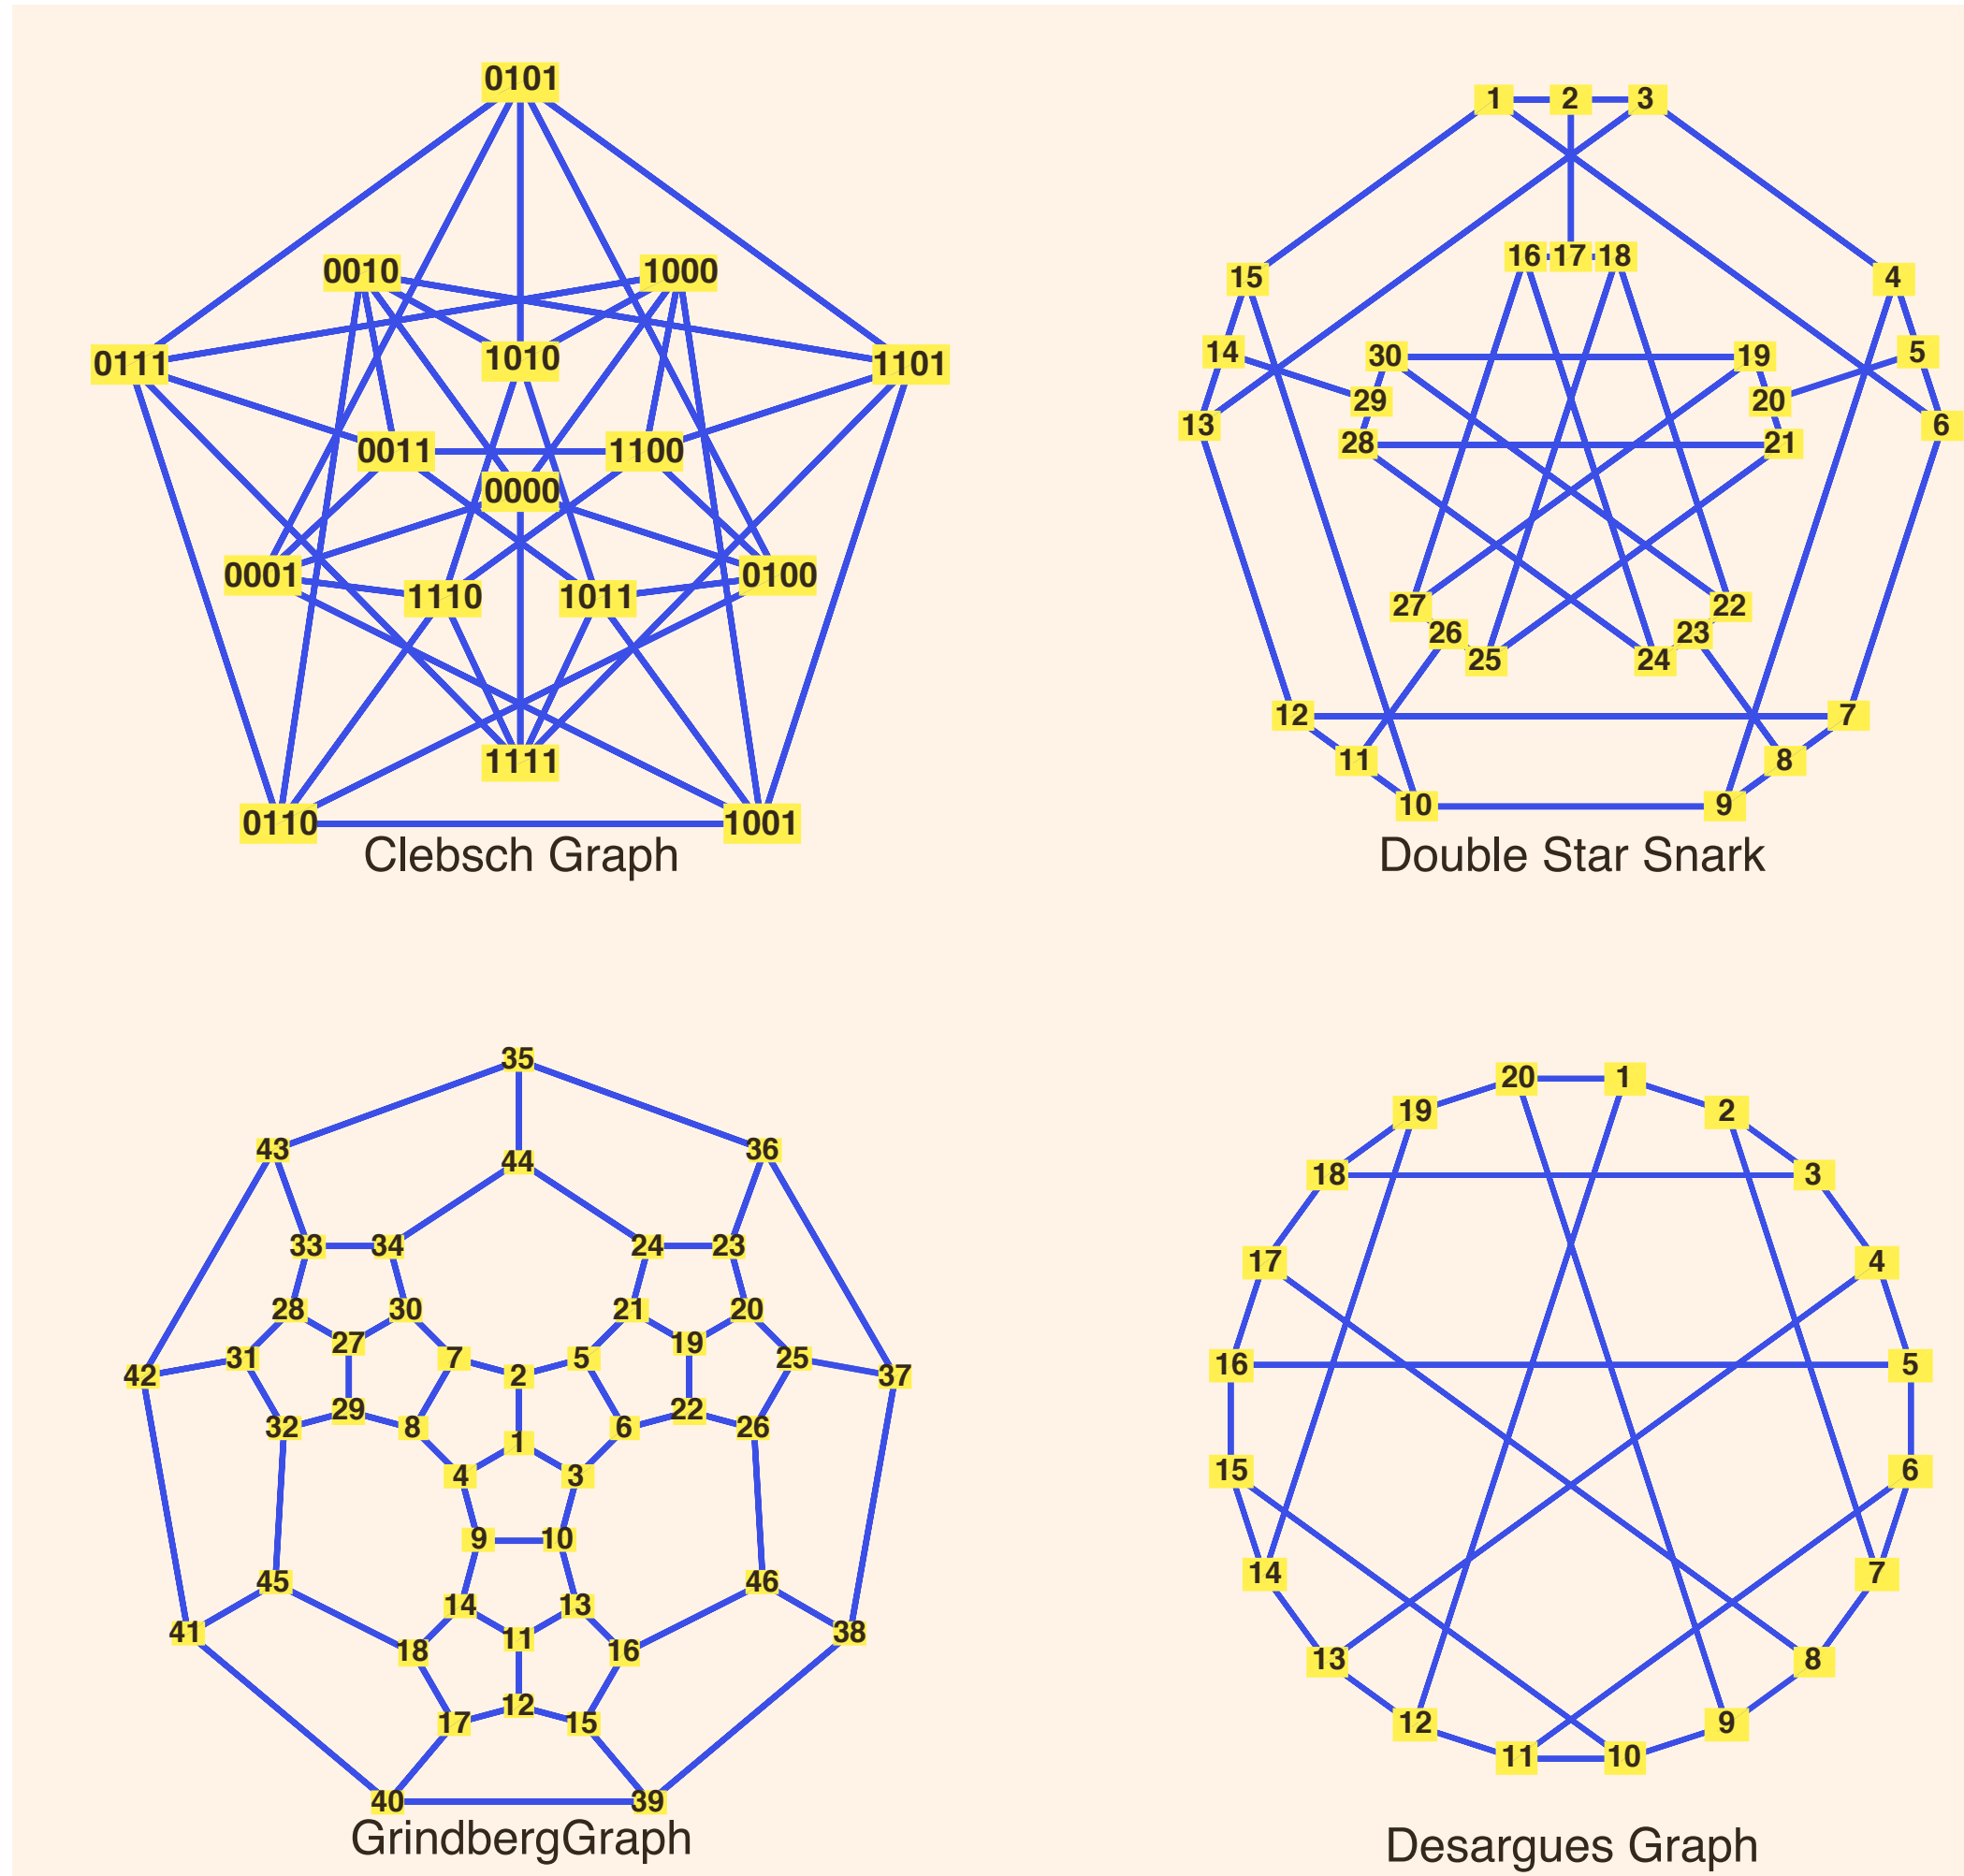 0101
0010 1000
0111 1010 1101
0011 1100
0000
0001 1110 1011 0100
1111
0110 1001
Clebsch Graph
1 2 3
16 17 18
15 4
14 30 19 5
29 20
13 28 21 6
27 22
26 23
25 24
12 7
11 8
10 9
Double Star Snark
35
43 44 36
33 34 24 23
28 30 21 20
27 19
42 31 7 2 5 25 37
32 29 8 6 22 26
1
4 3
9 10
45 46
14 13
41 18 11 16 38
17 12 15
40 39
GrindbergGraph
20 1
19 2
18 3
17 4
16 5
15 6
14 7
13 8
12 9
11 10
Desargues Graph